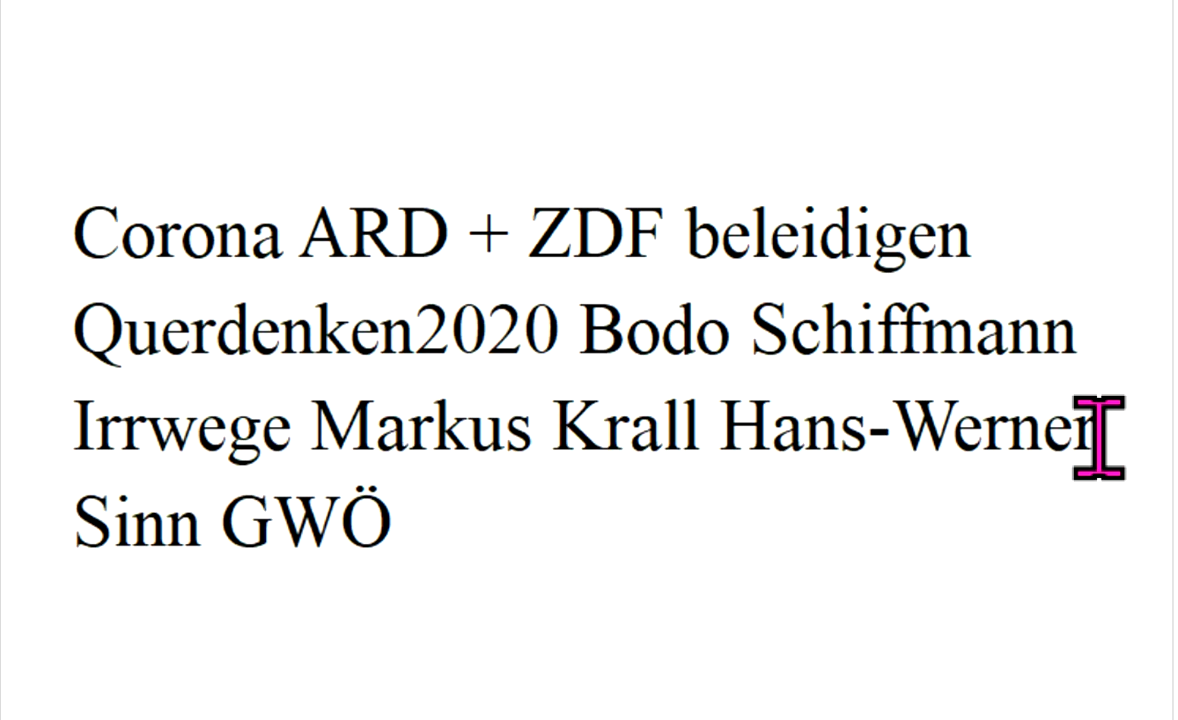 Corona ARD + ZDF beleidigen
Querdenken2020 Bodo Schiffmann
Irrwege Markus Krall Hans-Werner
Sinn GWÖ